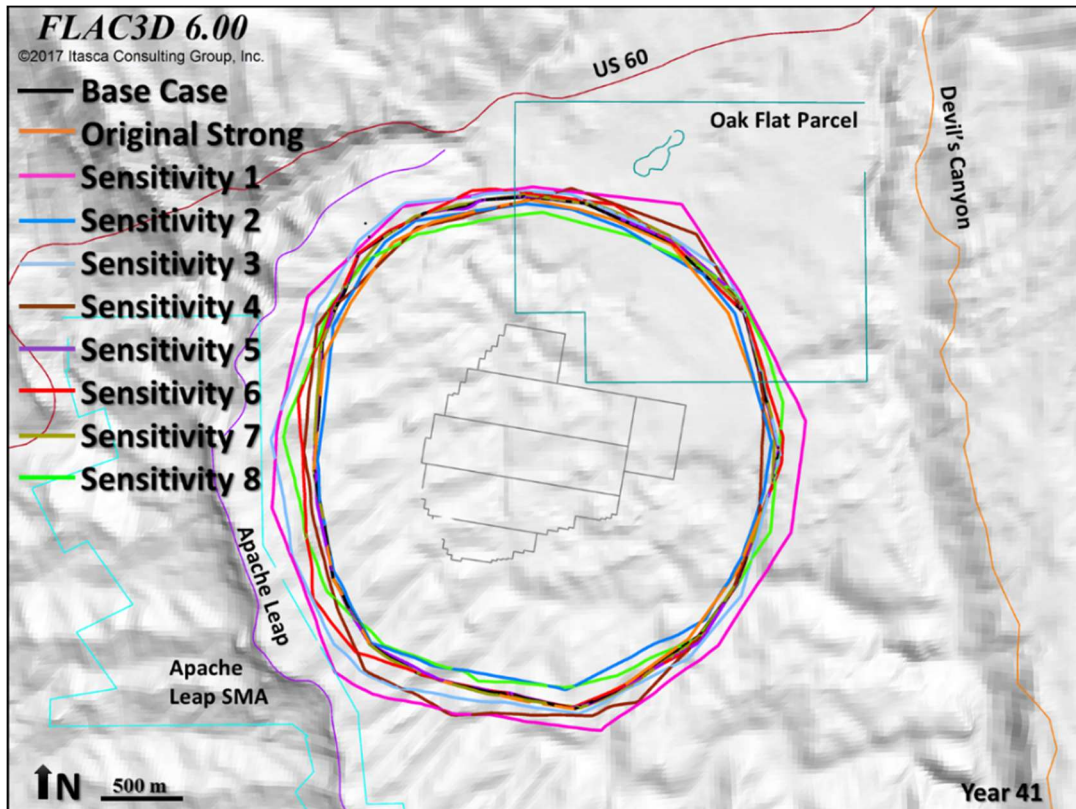 FLAC3D 6.00
©2017 Itasca Consulting Group, Inc.
Base Case
Original Strong
Sensitivity 1
Sensitivity 2
Sensitivity 3
Sensitivity 4
Sensitivity 5
Sensitivity 6
Sensitivity 7
Sensitivity 8
US 60
Oak Flat Parcel
Devil's Canyon
Apache Leap
Apache
Leap SMA
N
500 m
Year 41